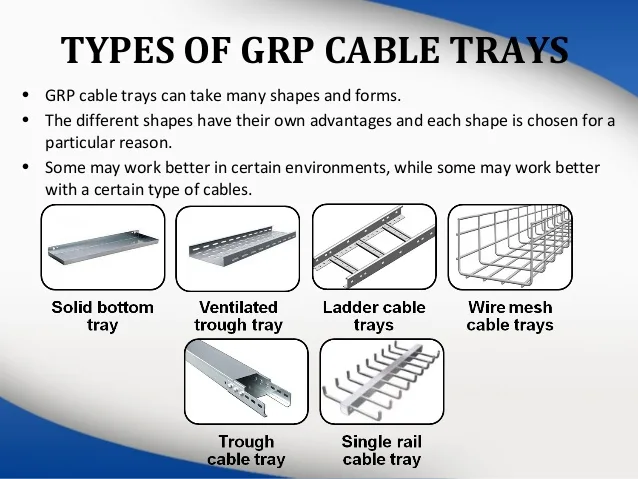 TYPES OF GRP CABLE TRAYS
• GRP cable trays can take many shapes and forms.
• The different shapes have their own advantages and each shape is chosen for a
particular reason.
• Some may work better in certain environments, while some may work better
with a certain type of cables.
Solid bottom
tray
Ventilated
trough tray
Ladder cable
trays
Wire mesh
cable trays
Trough
cable tray
Single rail
cable tray